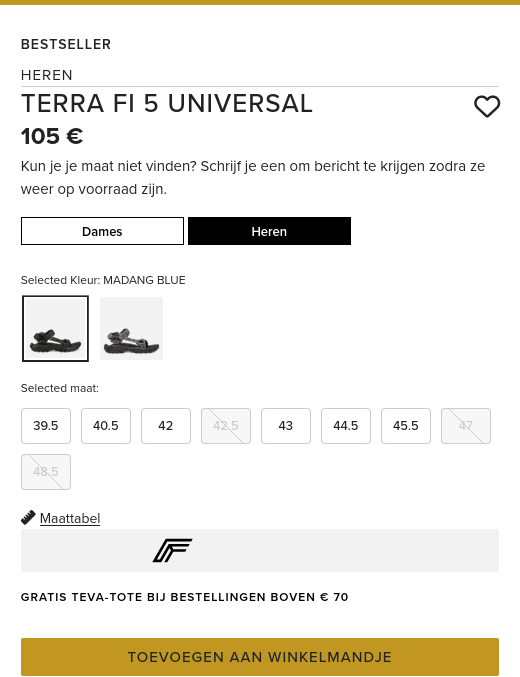 BESTSELLER
HEREN
TERRA FI 5 UNIVERSAL
105 €
Kun je je maat niet vinden? Schrijf je een om bericht te krijgen zodra ze
weer op voorraad zijn.
Dames Heren
Selected Kleur: MADANG BLUE
Selected maat:
39.5 40.5 42 42.5 43 44.5 45.5 47
48.5
Maattabel
GRATIS TEVA-TOTE BIJ BESTELLINGEN BOVEN € 70
TOEVOEGEN AAN WINKELMANDJE